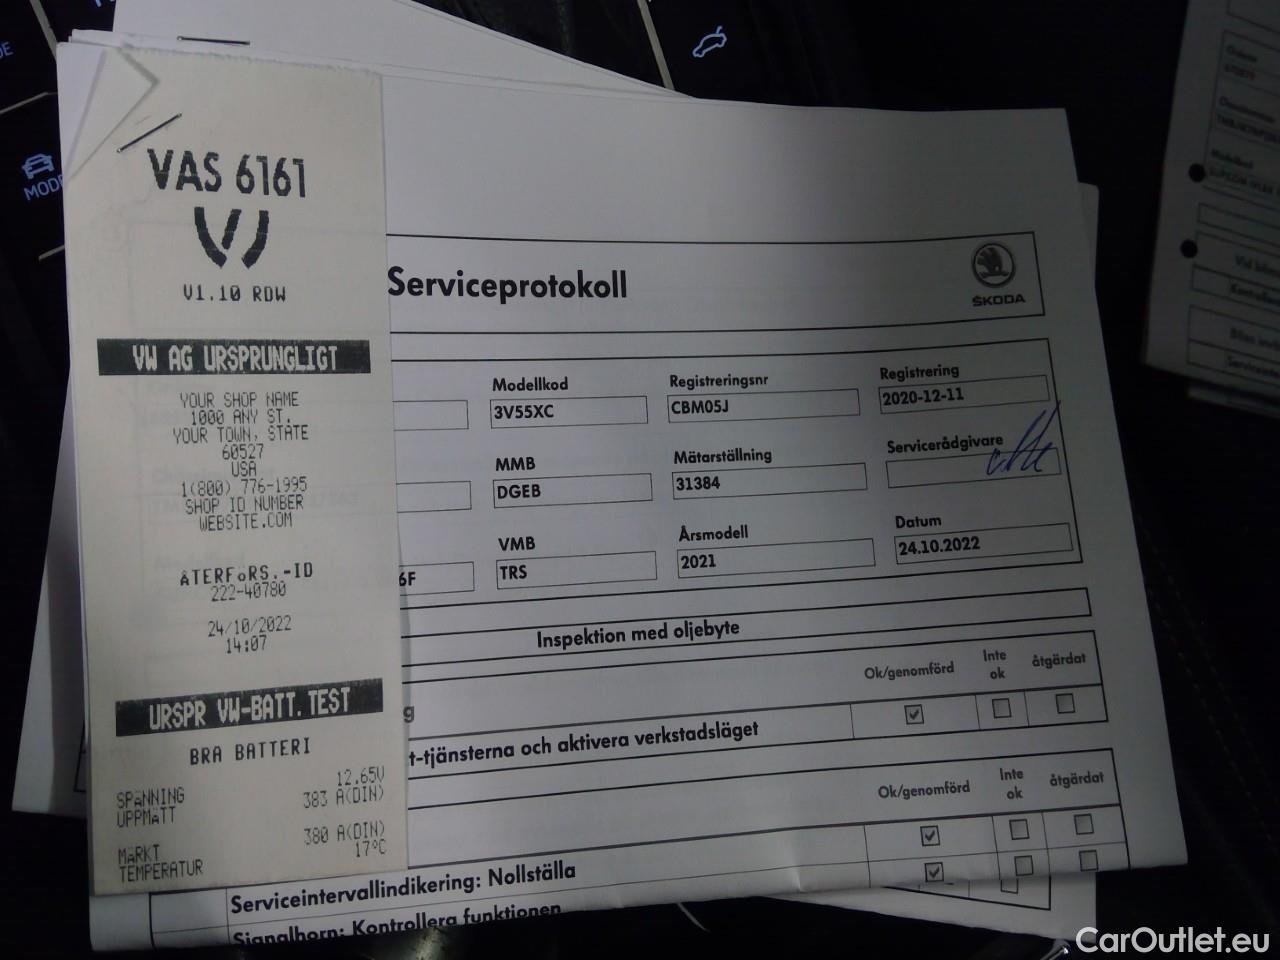 VAS 6161
V1.10 RDW
VW AG URSPRUNGLIGT
YOUR SHOP NAME
1000 ANY ST.
YOUR TOWN, STATE
60527
USA
1(800) 776-1995
SHOP ID NUMBER
WEBSITE.COM
ÅTERFöRS.-ID
222-40780
24/10/2022
14:07
URSPR VW-BATT.TEST
BRA BATTERI
SPäNNING 12.65V
UPPMäTT 383 A(DIN)
MäRKT 380 A(DIN)
TEMPERATUR 17°C
Serviceprotokoll
ŠKODA
Modellkod
3V55XC
Registreringsnr
CBM05J
Registrering
2020-12-11
MMB
DGEB
Mätarställning
31384
Servicerådgivare
6F
VMB
TRS
Årsmodell
2021
Datum
24.10.2022
Inspektion med oljebyte
Ok/genomförd Inte ok åtgärdat
g
t-tjänsterna och aktivera verkstadsläget
Ok/genomförd Inte ok åtgärdat
Serviceintervallindikering: Nollställa
Signalhorn: Kontrollera funktionen
MODE
CarOutlet.eu